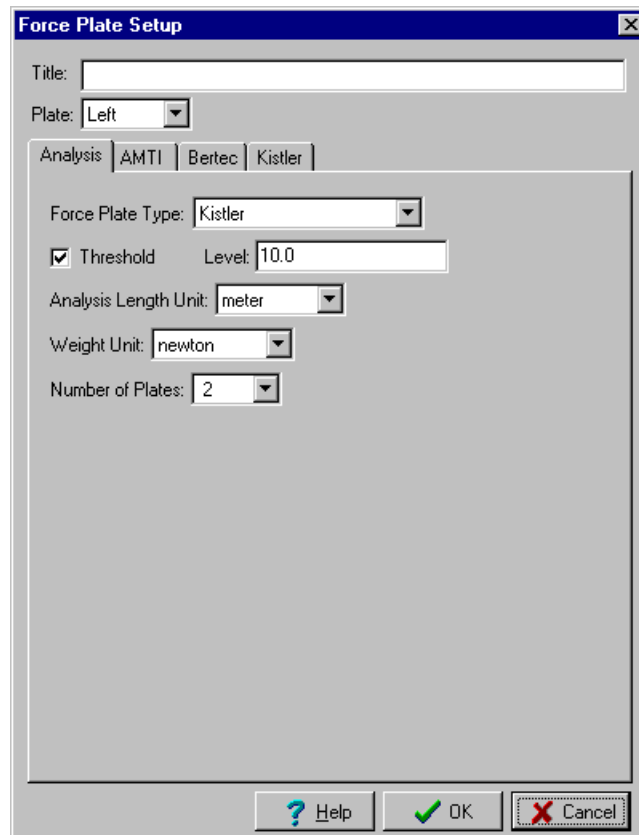 Force Plate Setup
Title:
Plate: Left
Analysis AMTI Bertec Kistler
Force Plate Type: Kistler
Threshold Level: 10.0
Analysis Length Unit: meter
Weight Unit: newton
Number of Plates: 2
? Help OK Cancel